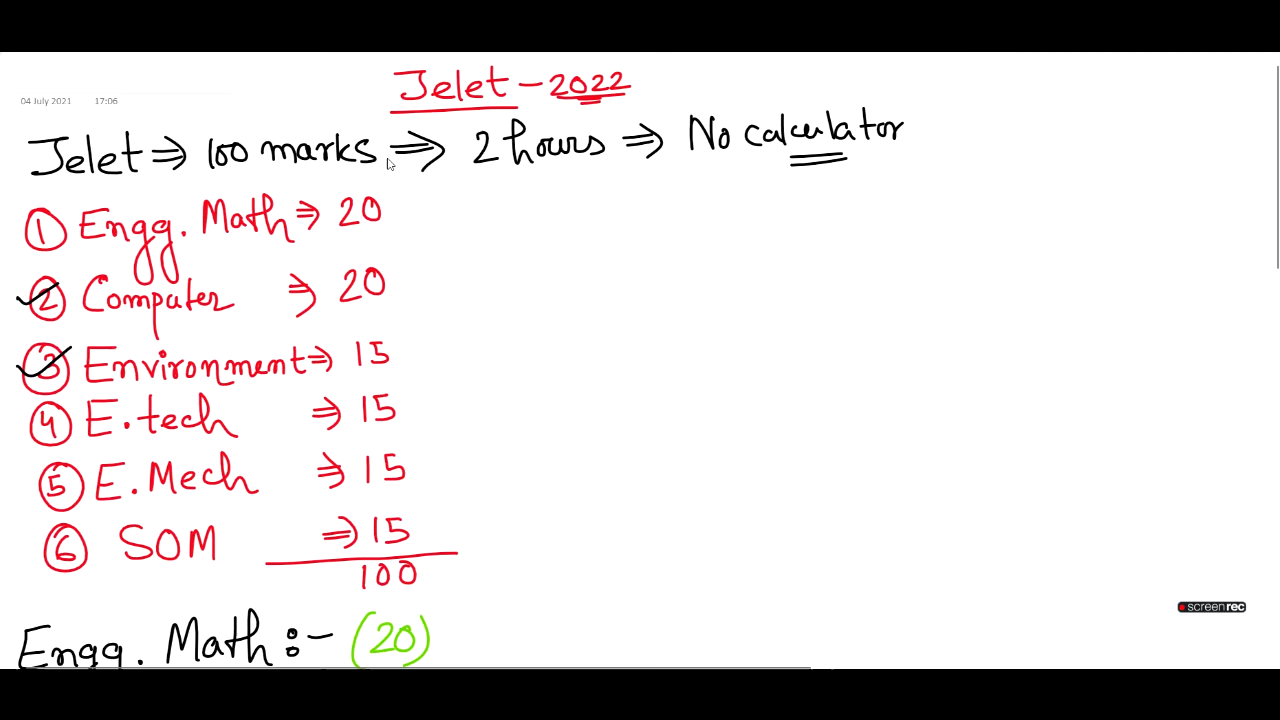 Jelet - 2022
04 July 2021 17:06
Jelet ⇒ 100 marks ⇒ 2 hours ⇒ No calculator
① Engg. Math ⇒ 20
② Computer ⇒ 20
③ Environment ⇒ 15
④ E.tech ⇒ 15
⑤ E.Mech ⇒ 15
⑥ SOM ⇒ 15
100
screenrec
Engg. Math :- (20)